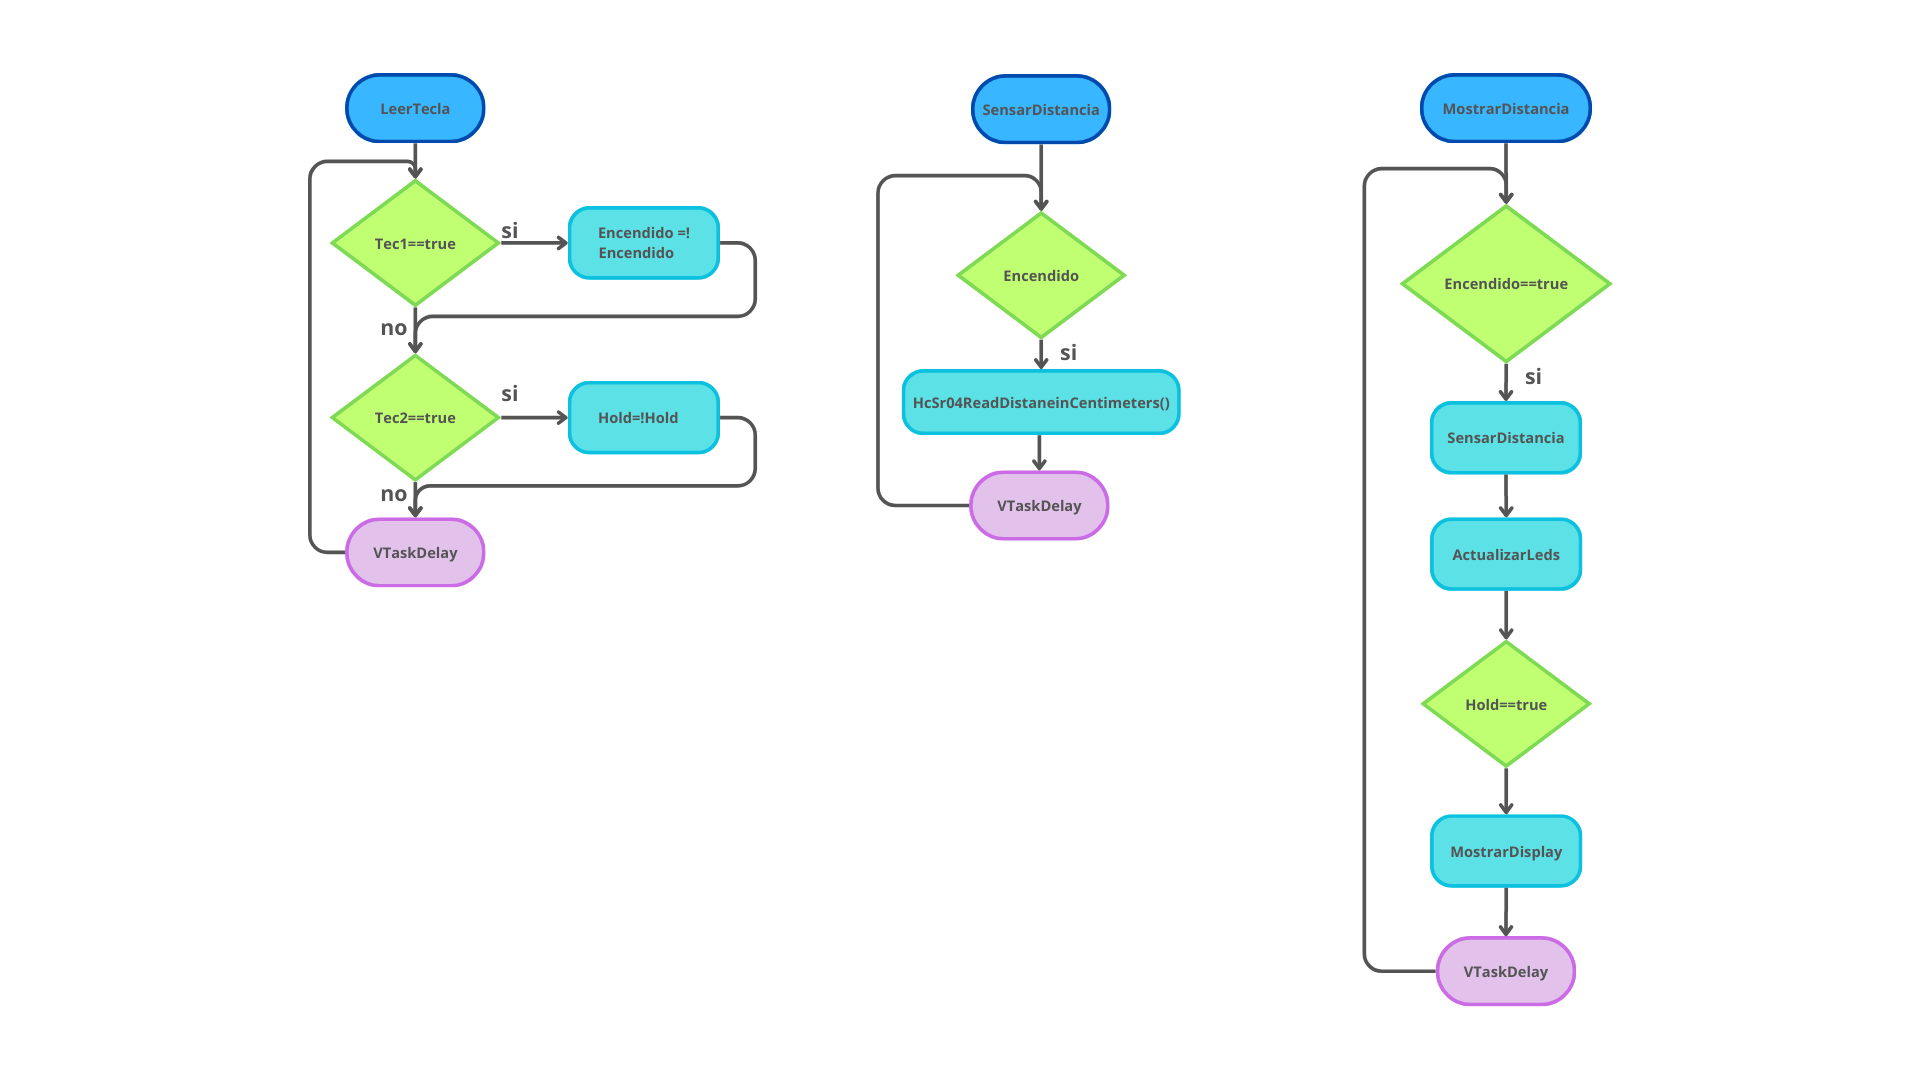 LeerTecla
Tec1==true
si
Encendido =!
Encendido
no
Tec2==true
si
Hold=!Hold
no
VTaskDelay
SensarDistancia
Encendido
si
HcSr04ReadDistaneinCentimeters()
VTaskDelay
MostrarDistancia
Encendido==true
si
SensarDistancia
ActualizarLeds
Hold==true
MostrarDisplay
VTaskDelay